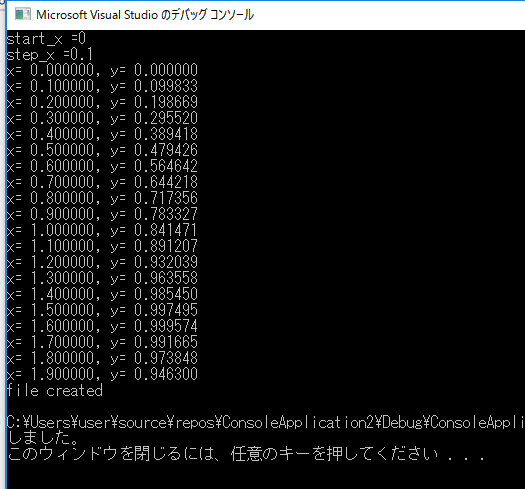 Microsoft Visual Studio のデバッグ コンソール
start_x =0
step_x =0.1
x= 0.000000, y= 0.000000
x= 0.100000, y= 0.099833
x= 0.200000, y= 0.198669
x= 0.300000, y= 0.295520
x= 0.400000, y= 0.389418
x= 0.500000, y= 0.479426
x= 0.600000, y= 0.564642
x= 0.700000, y= 0.644218
x= 0.800000, y= 0.717356
x= 0.900000, y= 0.783327
x= 1.000000, y= 0.841471
x= 1.100000, y= 0.891207
x= 1.200000, y= 0.932039
x= 1.300000, y= 0.963558
x= 1.400000, y= 0.985450
x= 1.500000, y= 0.997495
x= 1.600000, y= 0.999574
x= 1.700000, y= 0.991665
x= 1.800000, y= 0.973848
x= 1.900000, y= 0.946300
file created
C:¥Users¥user¥source¥repos¥ConsoleApplication2¥Debug¥ConsoleAppli
しました。
このウィンドウを閉じるには、任意のキーを押してください . . .